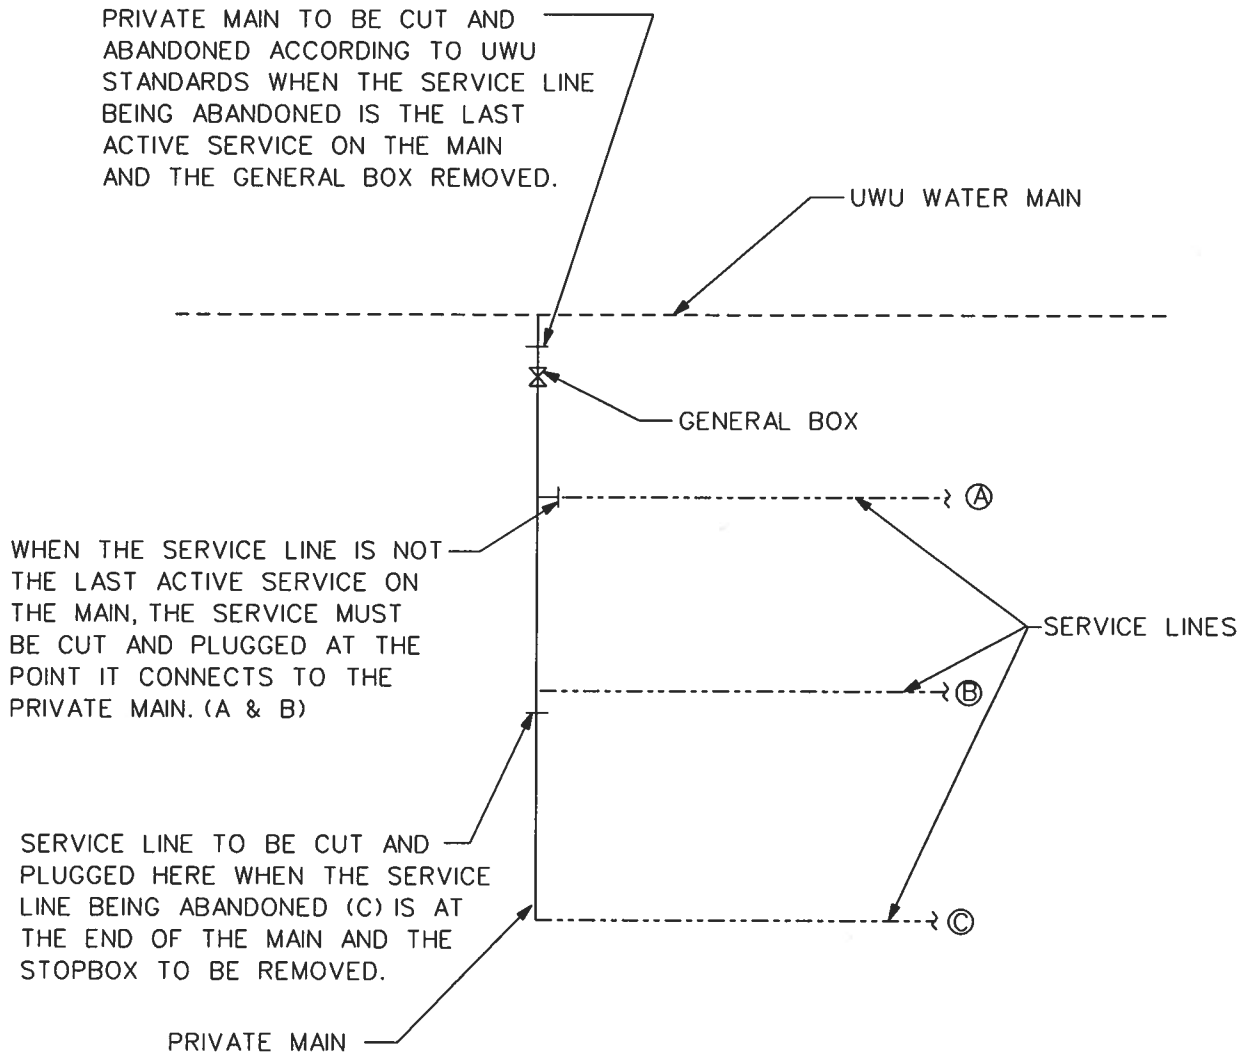 PRIVATE MAIN TO BE CUT AND
ABANDONED ACCORDING TO UWU
STANDARDS WHEN THE SERVICE LINE
BEING ABANDONED IS THE LAST
ACTIVE SERVICE ON THE MAIN
AND THE GENERAL BOX REMOVED.
UWU WATER MAIN
GENERAL BOX
A
WHEN THE SERVICE LINE IS NOT
THE LAST ACTIVE SERVICE ON
THE MAIN, THE SERVICE MUST
BE CUT AND PLUGGED AT THE
POINT IT CONNECTS TO THE
PRIVATE MAIN. (A & B)
SERVICE LINES
B
SERVICE LINE TO BE CUT AND
PLUGGED HERE WHEN THE SERVICE
LINE BEING ABANDONED (C) IS AT
THE END OF THE MAIN AND THE
STOPBOX TO BE REMOVED.
C
PRIVATE MAIN